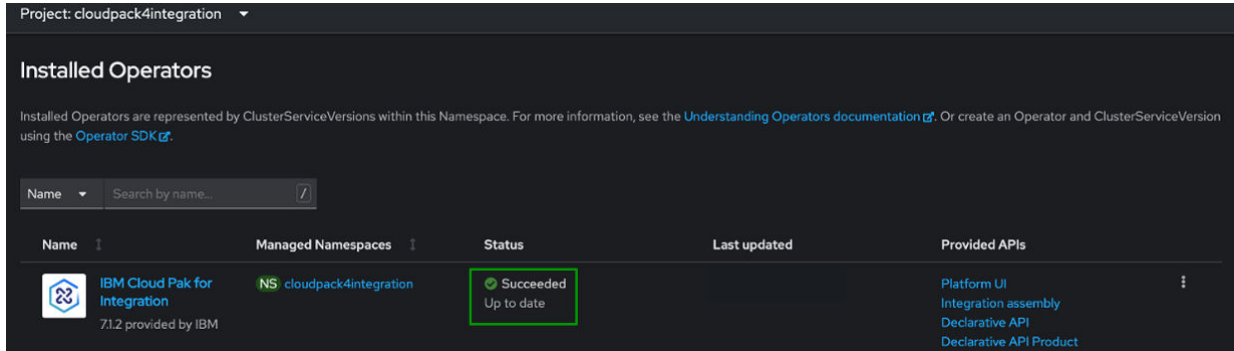 Project: cloudpack4integration
Installed Operators
Installed Operators are represented by ClusterServiceVersions within this Namespace. For more information, see the Understanding Operators documentation. Or create an Operator and ClusterServiceVersion
using the Operator SDK.
Name Search by name... /
Name Managed Namespaces Status Last updated Provided APIs
IBM Cloud Pak for NS cloudpack4integration Succeeded Platform UI
Integration Up to date Integration assembly
7.1.2 provided by IBM Declarative API
Declarative API Product